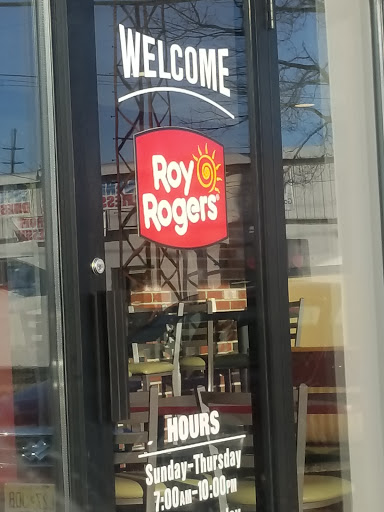 WELCOME
Roy
Rogers®
HOURS
Sunday-Thursday
7:00AM-10:00PM